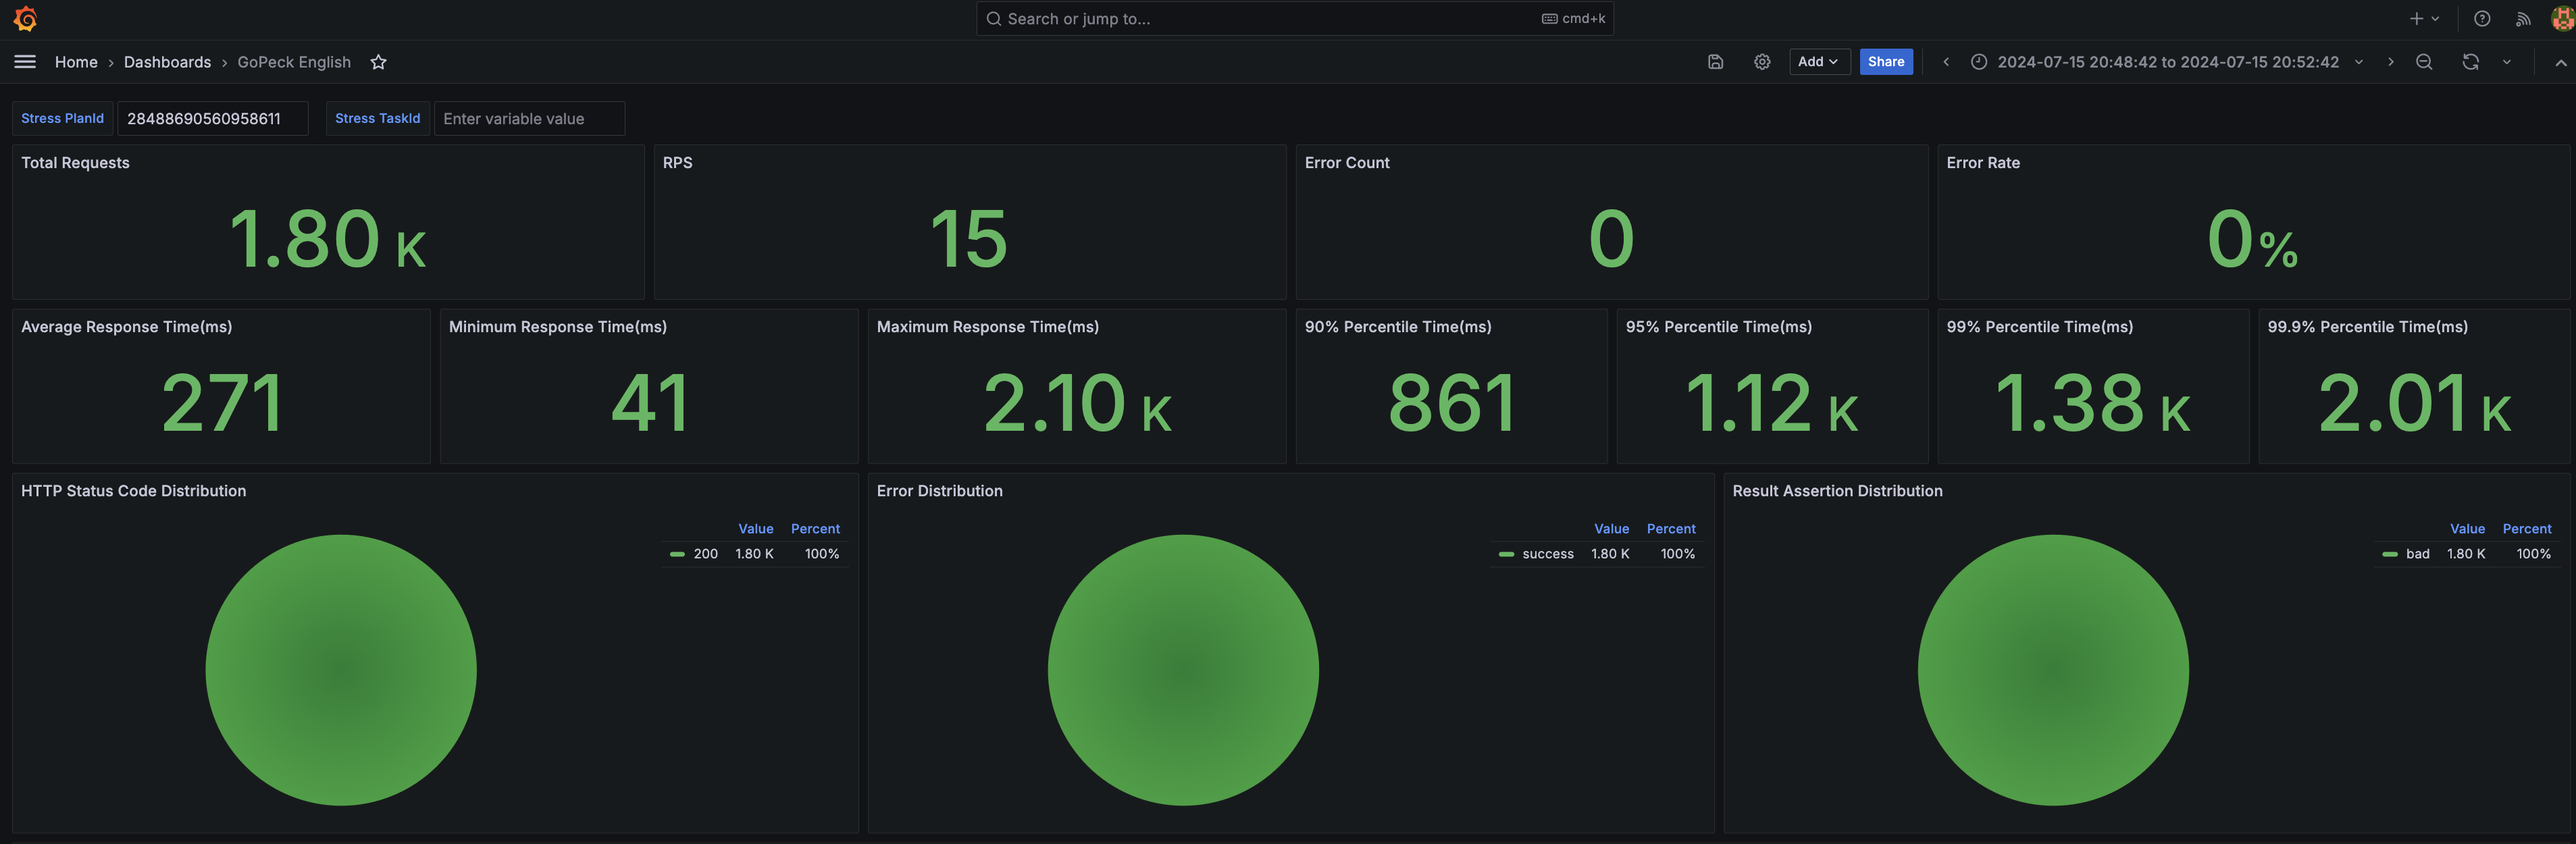 Search or jump to... cmd+k
Home › Dashboards › GoPeck English Add Share 2024-07-15 20:48:42 to 2024-07-15 20:52:42
Stress PlanId 28488690560958611 Stress TaskId Enter variable value
Total Requests
1.80 K
RPS
15
Error Count
0
Error Rate
0%
Average Response Time(ms)
271
Minimum Response Time(ms)
41
Maximum Response Time(ms)
2.10 K
90% Percentile Time(ms)
861
95% Percentile Time(ms)
1.12 K
99% Percentile Time(ms)
1.38 K
99.9% Percentile Time(ms)
2.01 K
HTTP Status Code Distribution
Value Percent
200 1.80 K 100%
Error Distribution
Value Percent
success 1.80 K 100%
Result Assertion Distribution
Value Percent
bad 1.80 K 100%